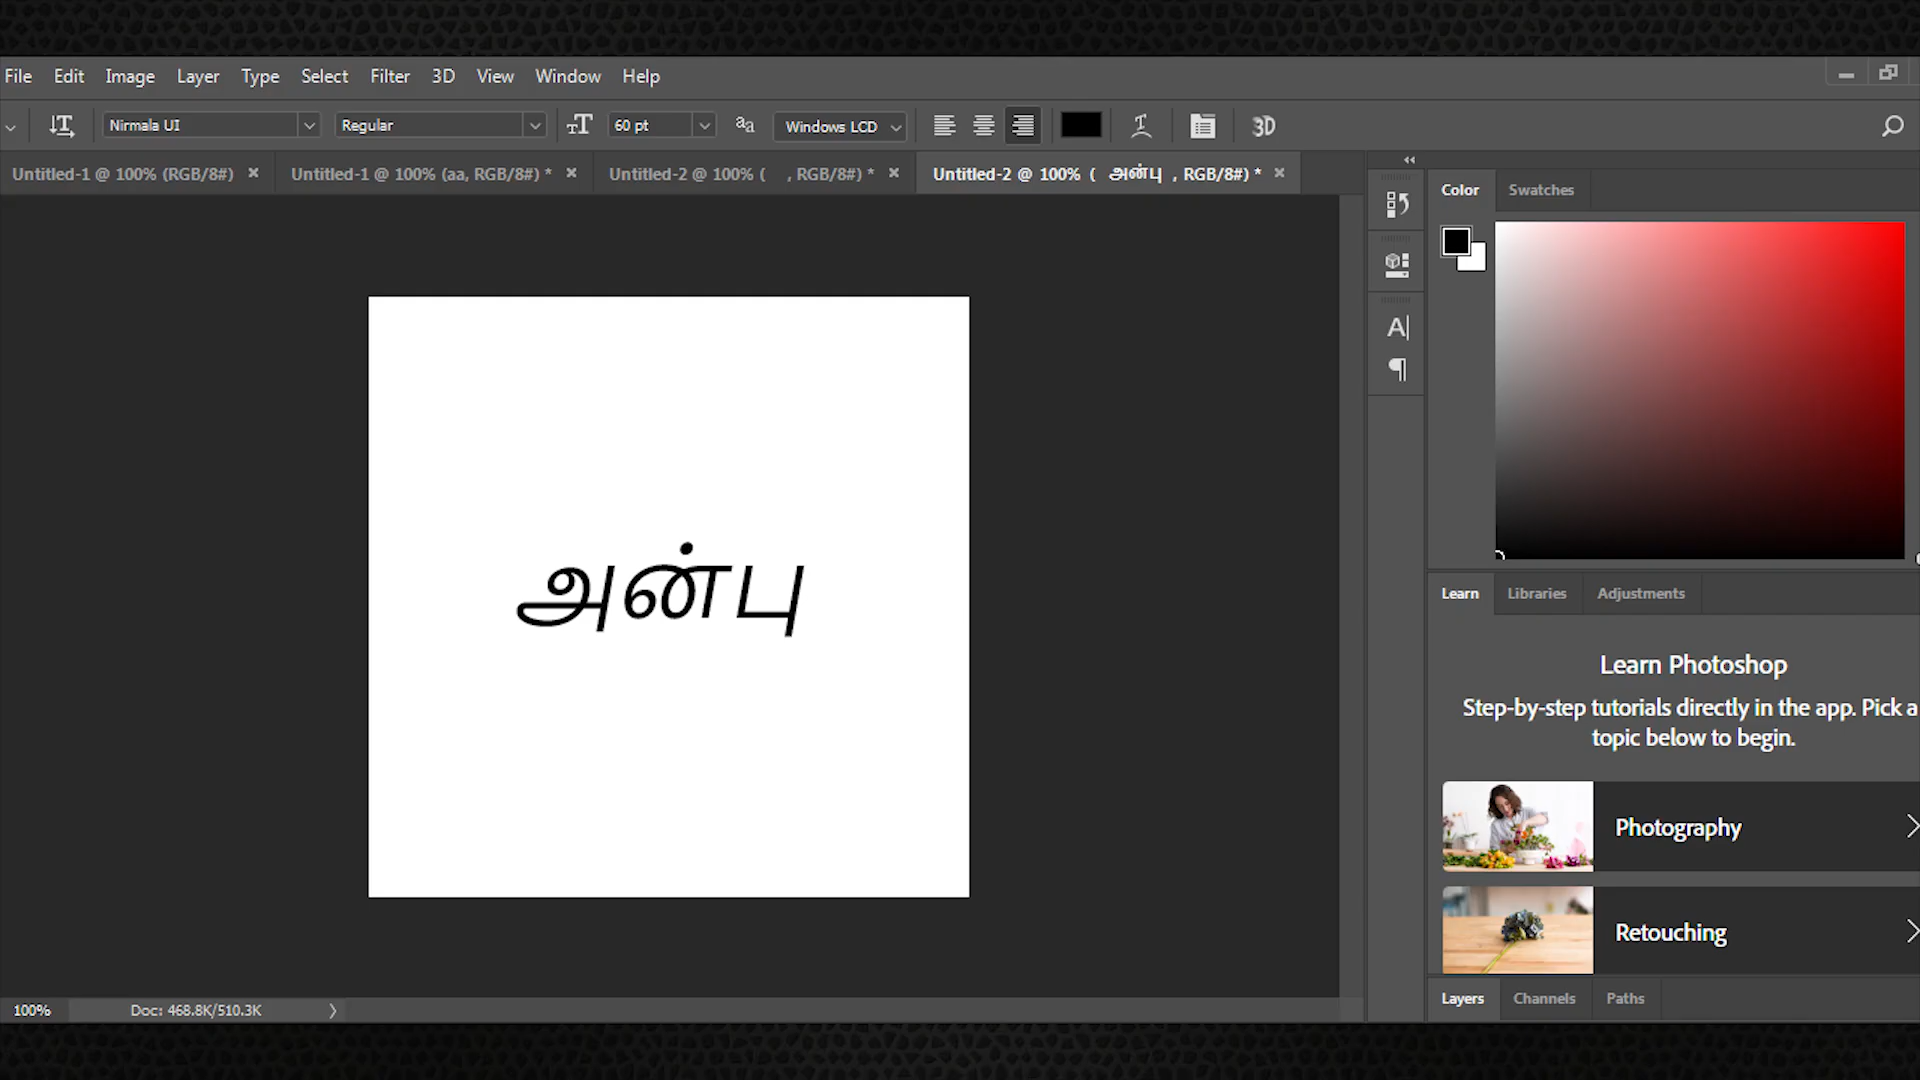 File Edit Image Layer Type Select Filter 3D View Window Help
Nirmala UI Regular 60 pt Windows LCD 3D
Untitled-1 @ 100% (RGB/8#) Untitled-1 @ 100% (aa, RGB/8#) * Untitled-2 @ 100% ( , RGB/8#) * Untitled-2 @ 100% ( அன்பு , RGB/8#) *
Color Swatches
அன்பு
Learn Libraries Adjustments
Learn Photoshop
Step-by-step tutorials directly in the app. Pick a
topic below to begin.
Photography
Retouching
Layers Channels Paths
100% Doc: 468.8K/510.3K